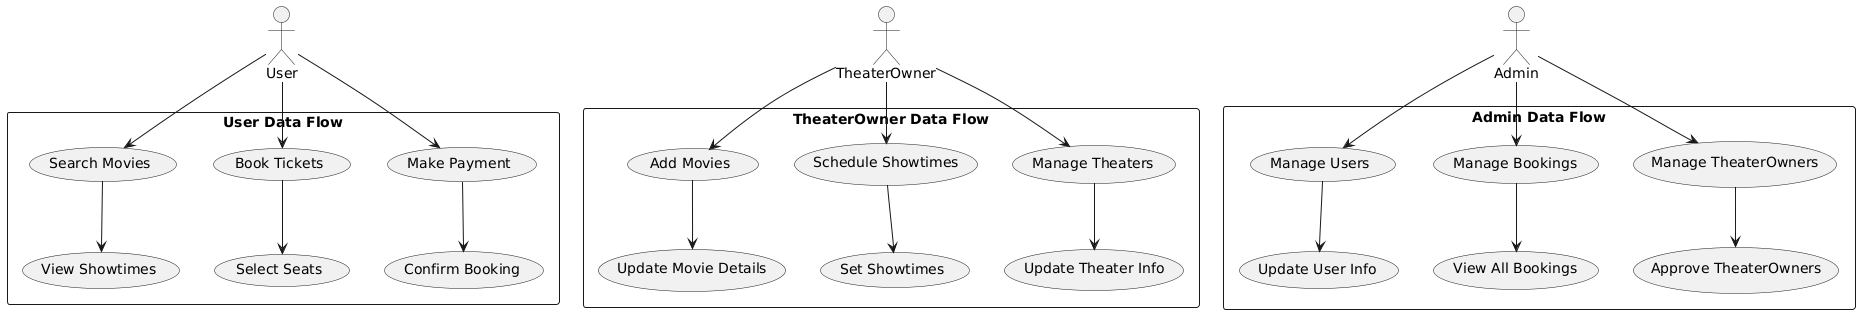 User
TheaterOwner
Admin
User Data Flow
TheaterOwner Data Flow
Admin Data Flow
Search Movies
Book Tickets
Make Payment
Add Movies
Schedule Showtimes
Manage Theaters
Manage Users
Manage Bookings
Manage TheaterOwners
View Showtimes
Select Seats
Confirm Booking
Update Movie Details
Set Showtimes
Update Theater Info
Update User Info
View All Bookings
Approve TheaterOwners